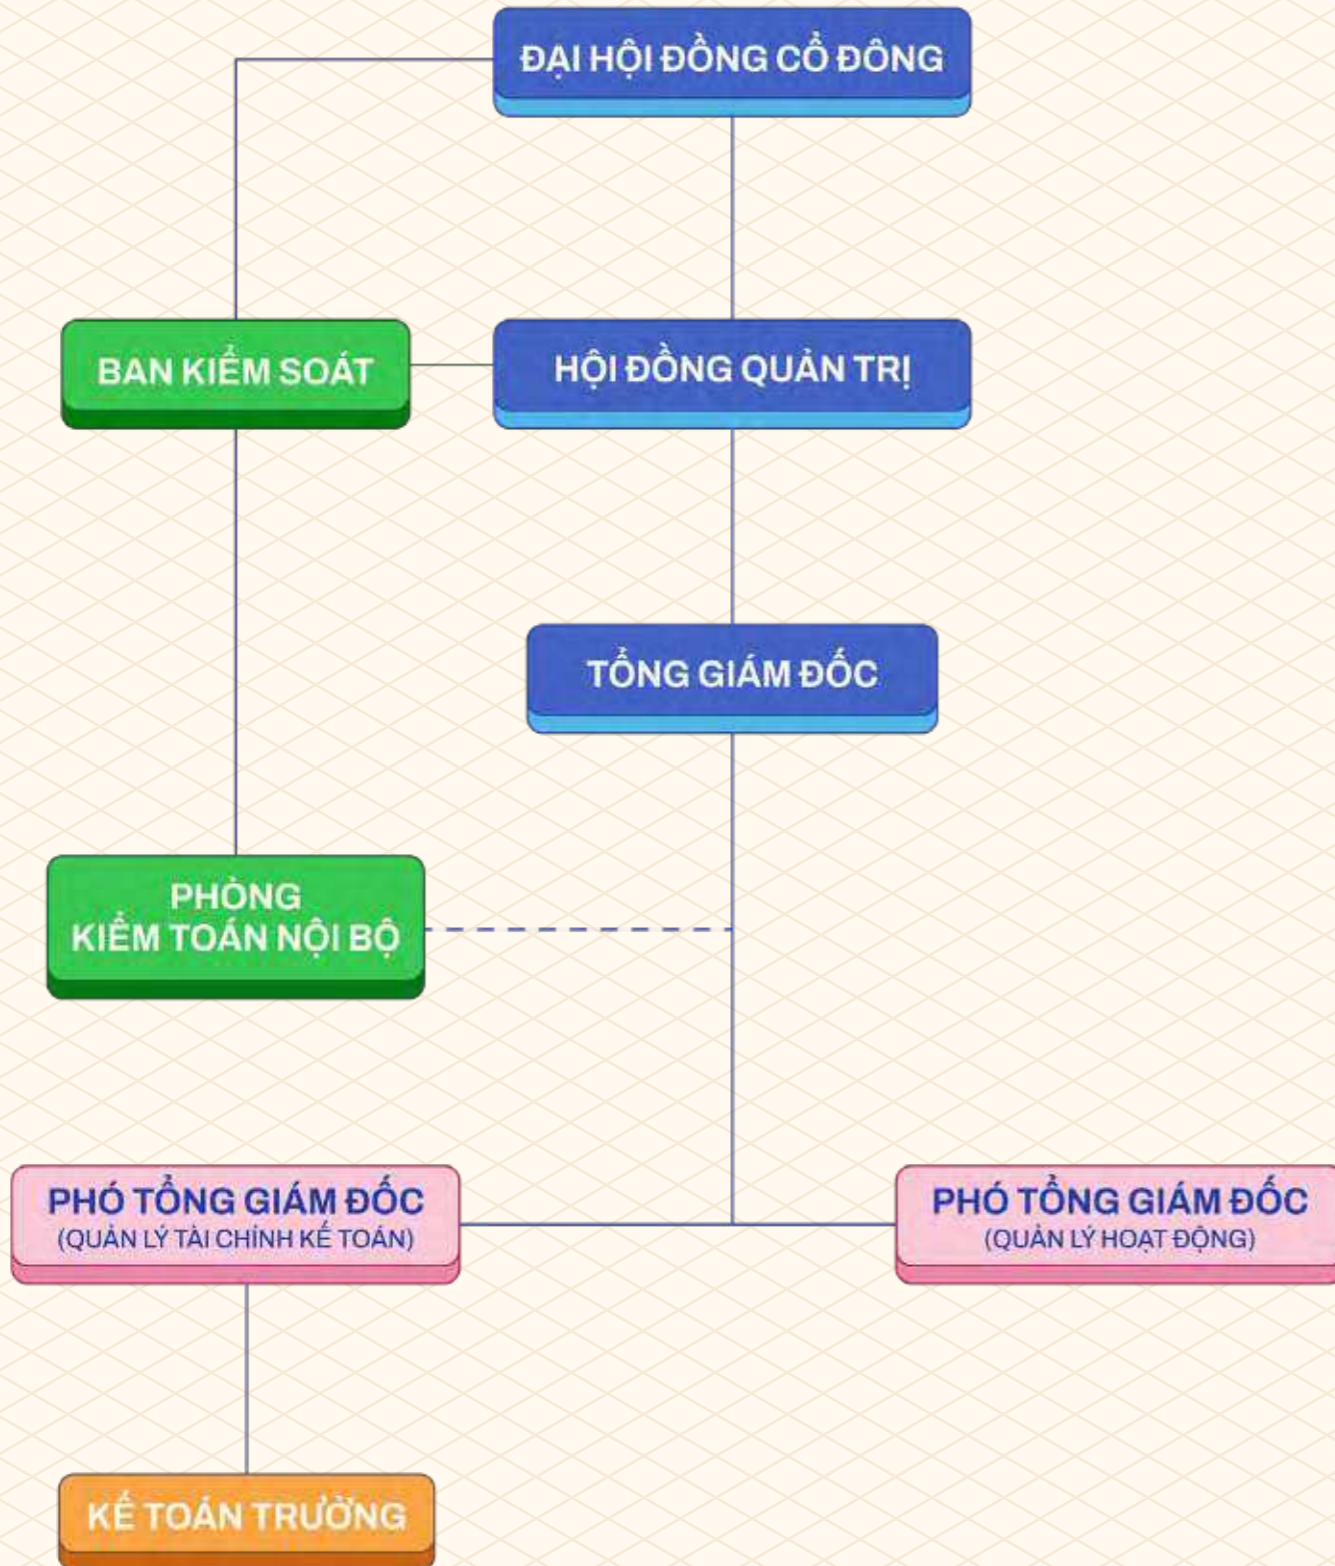 ĐẠI HỘI ĐỒNG CỔ ĐÔNG
BAN KIỂM SOÁT
HỘI ĐỒNG QUẢN TRỊ
TỔNG GIÁM ĐỐC
PHÒNG
KIỂM TOÁN NỘI BỘ
PHÓ TỔNG GIÁM ĐỐC
(QUẢN LÝ TÀI CHÍNH KẾ TOÁN)
PHÓ TỔNG GIÁM ĐỐC
(QUẢN LÝ HOẠT ĐỘNG)
KẾ TOÁN TRƯỞNG